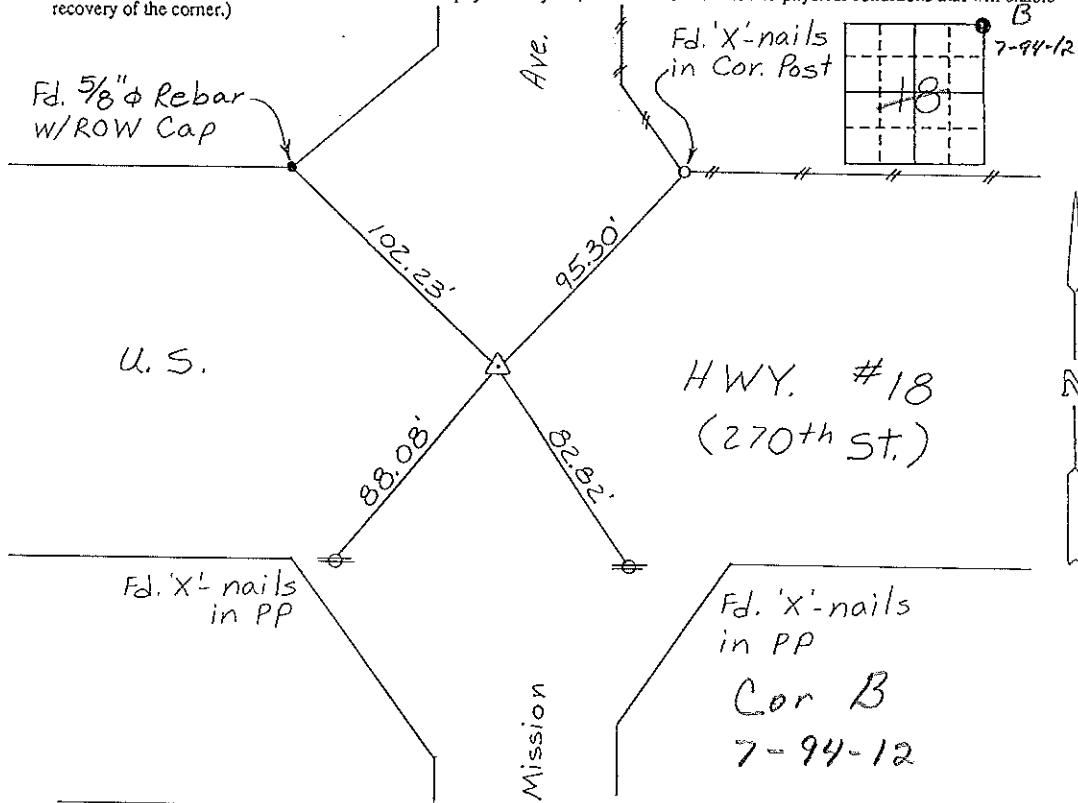 recovery of the corner.)
Fd. 5/8"ϕ Rebar
w/ROW Cap
Ave.
Fd. 'X'-nails
in Cor. Post
B
7-94-12
18
102.23'
95.30'
U.S.
HWY. #18
(270th St.)
88.08'
82.82'
Fd. 'X'-nails
in PP
Fd. 'X'-nails
in PP
Cor B
7-94-12
Mission